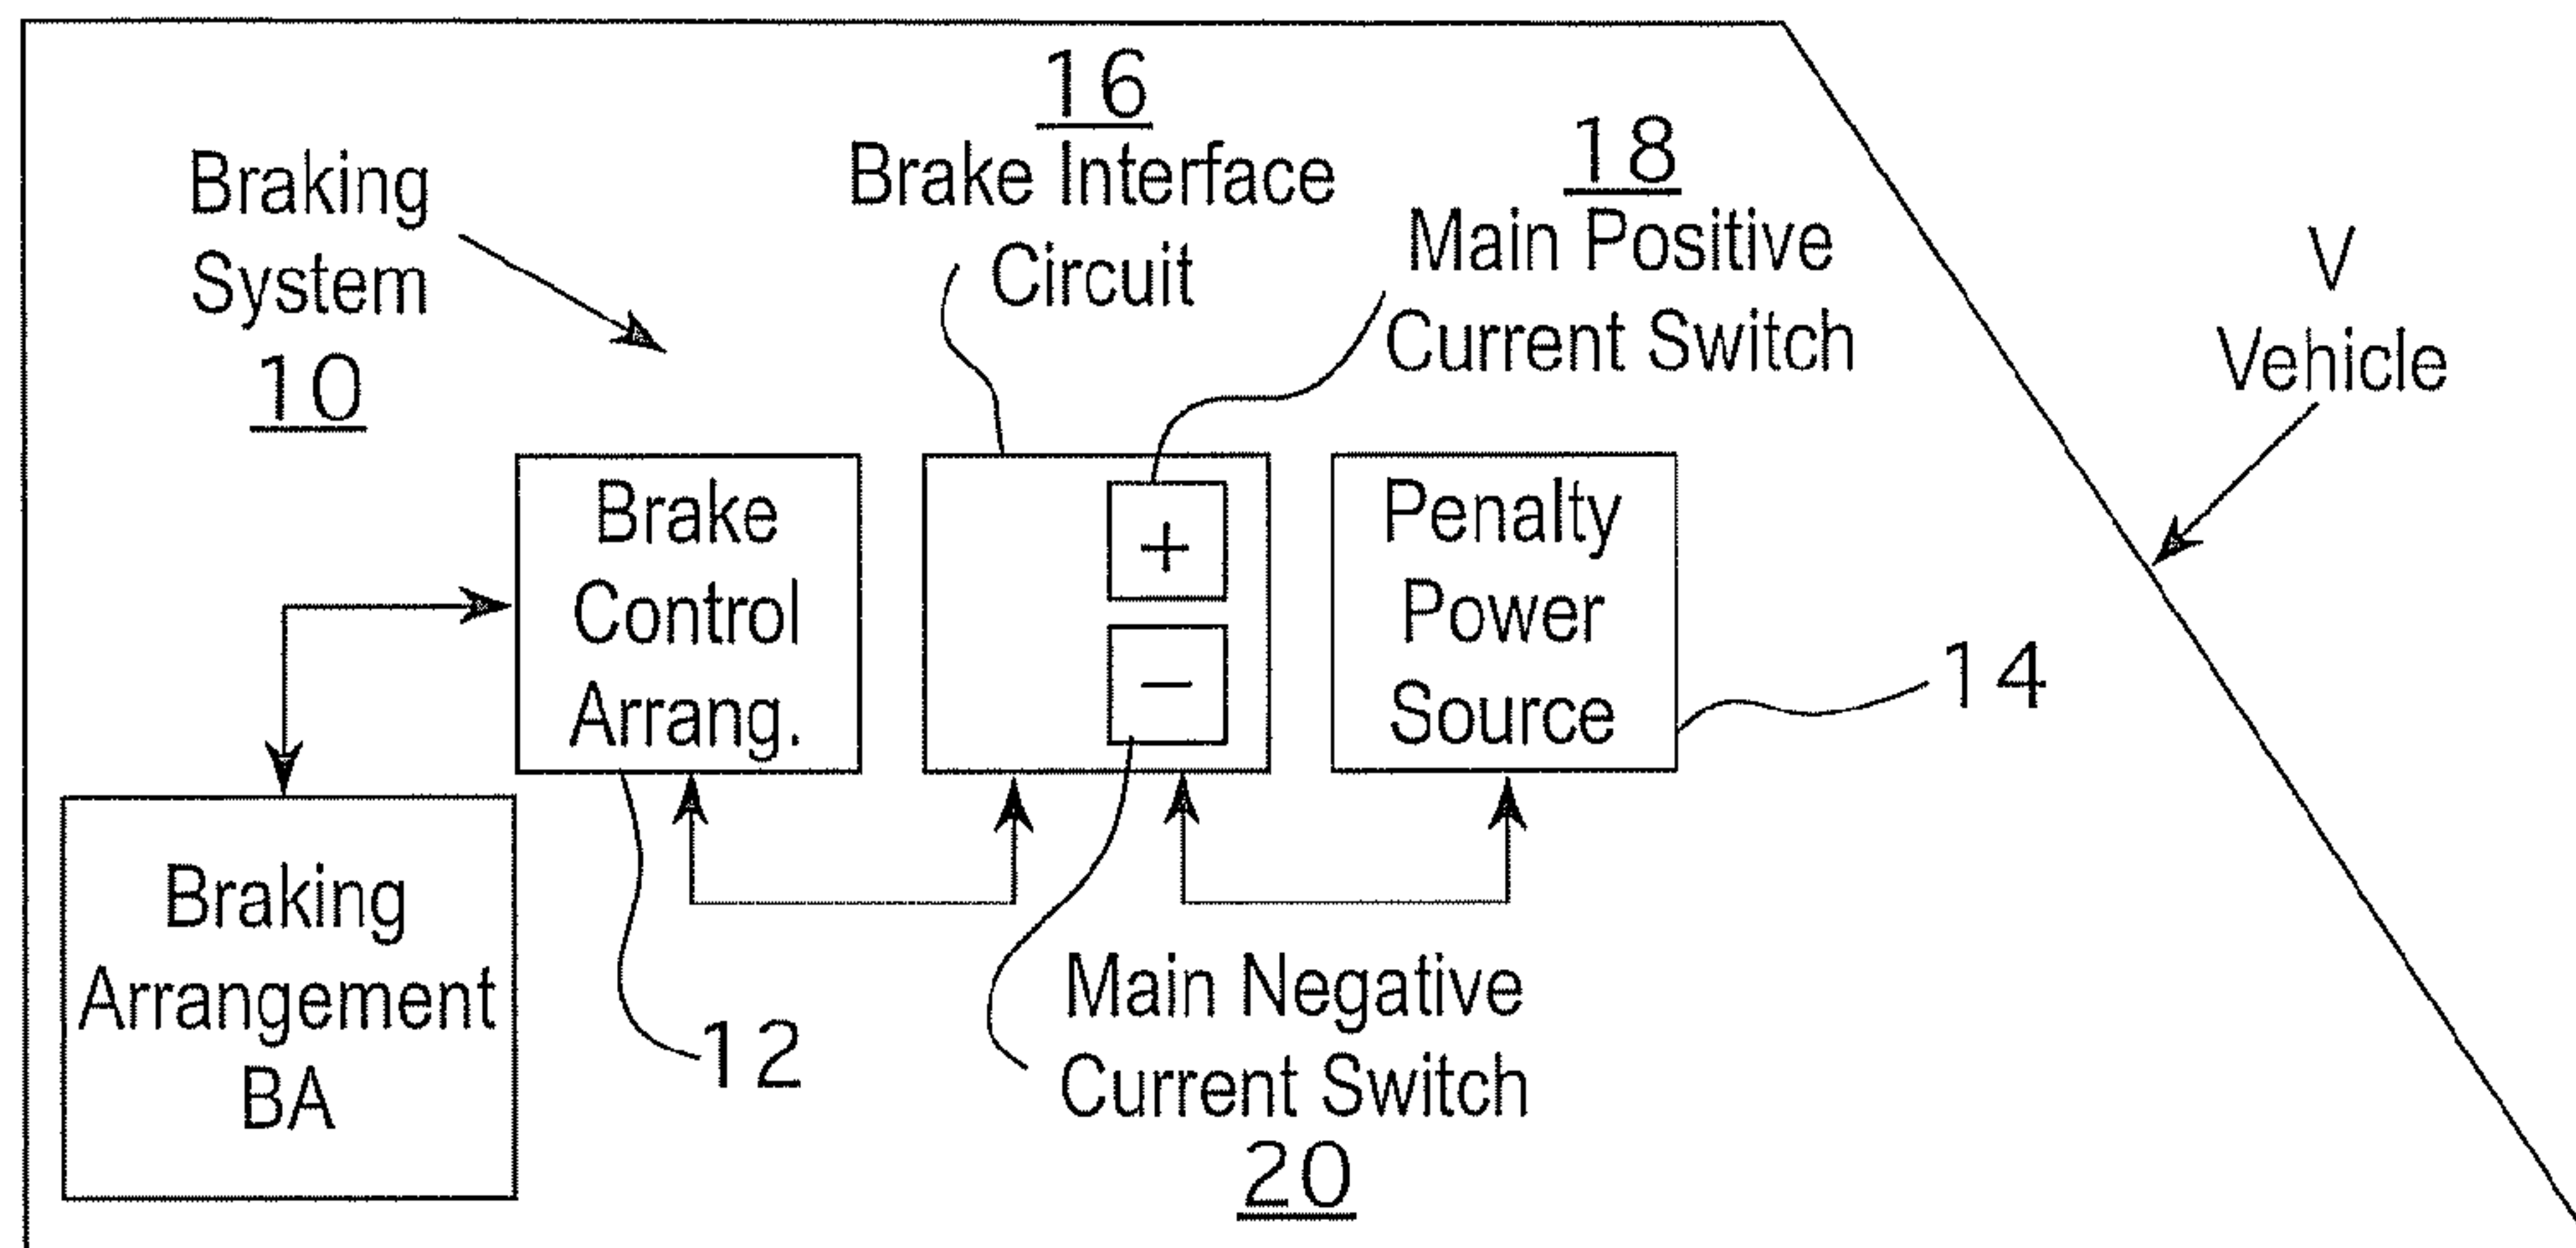 16
Brake Interface
Circuit
18
Main Positive
Current Switch
Braking
System
10
V
Vehicle
Brake
Control
Arrang.
+
−
Penalty
Power
Source
14
Braking
Arrangement
BA
12
Main Negative
Current Switch
20